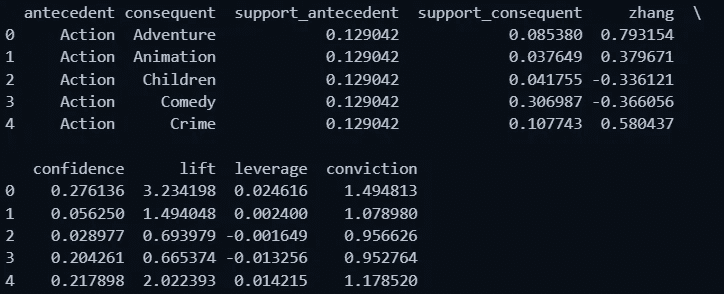 antecedent consequent support_antecedent support_consequent zhang \
0 Action Adventure 0.129042 0.085380 0.793154
1 Action Animation 0.129042 0.037649 0.379671
2 Action Children 0.129042 0.041755 -0.336121
3 Action Comedy 0.129042 0.306987 -0.366056
4 Action Crime 0.129042 0.107743 0.580437
confidence lift leverage conviction
0 0.276136 3.234198 0.024616 1.494813
1 0.056250 1.494048 0.002400 1.078980
2 0.028977 0.693979 -0.001649 0.956626
3 0.204261 0.665374 -0.013256 0.952764
4 0.217898 2.022393 0.014215 1.178520